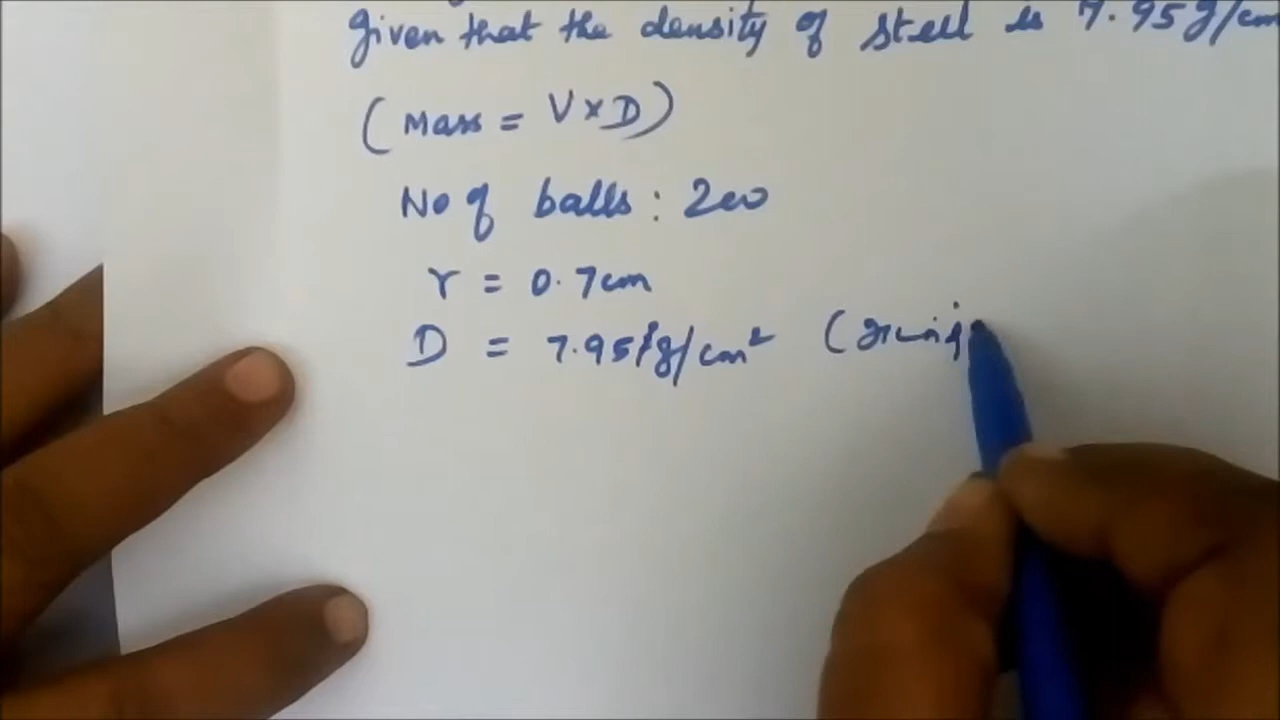 given that the density of steel is 7.95g/cm
(Mass = V×D)
No of balls : 200
r = 0.7cm
D = 7.95g/cm² (